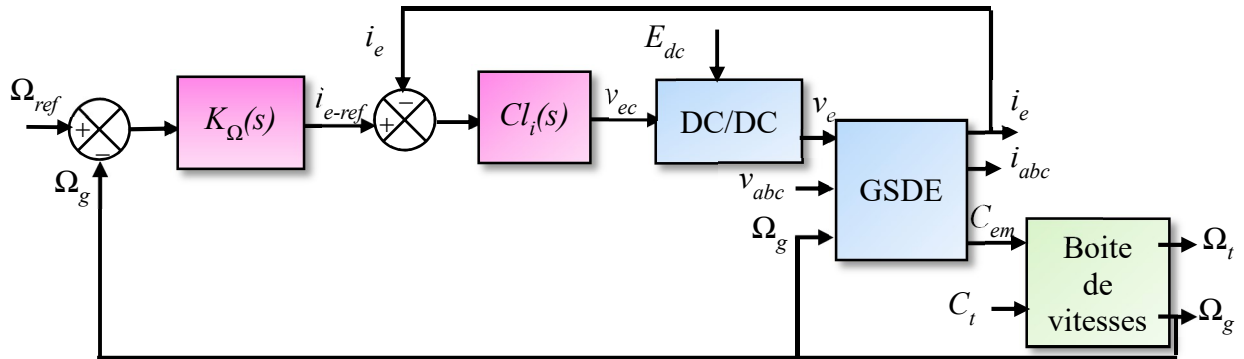 i_e
E_dc
Ω_ref
+
−
K_Ω(s)
i_e-ref
−
+
Cl_i(s)
v_ec
DC/DC
v_e
i_e
Ω_g
v_abc
GSDE
i_abc
Ω_g
C_em
Boite
de
vitesses
Ω_t
C_t
Ω_g